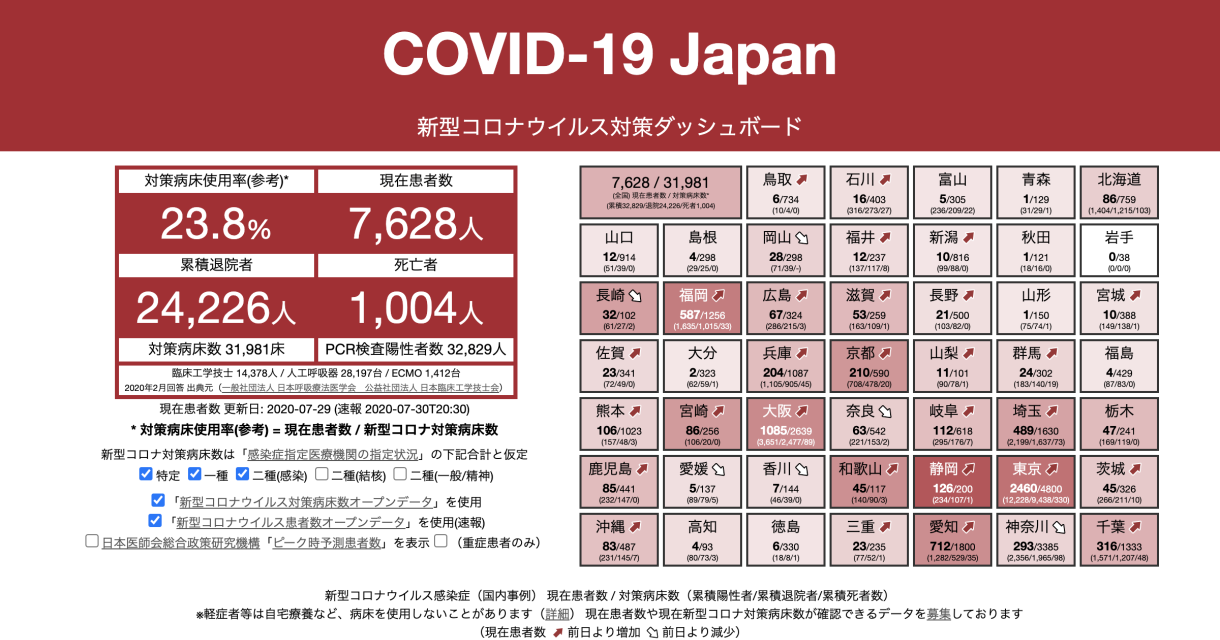 COVID-19 Japan
新型コロナウイルス対策ダッシュボード
対策病床使用率(参考)*
現在患者数
23.8%
7,628人
累積退院者
死亡者
24,226人
1,004人
対策病床数 31,981床
PCR検査陽性者数 32,829人
臨床工学技士 14,378人 / 人工呼吸器 28,197台 / ECMO 1,412台
2020年2月回答 出典元（一般社団法人 日本呼吸療法医学会　公益社団法人 日本臨床工学技士会）
現在患者数 更新日: 2020-07-29 (速報 2020-07-30T20:30)
* 対策病床使用率(参考) = 現在患者数 / 新型コロナ対策病床数
新型コロナ対策病床数は「感染症指定医療機関の指定状況」の下記合計と仮定
特定 一種 二種(感染) 二種(結核) 二種(一般/精神)
「新型コロナウイルス対策病床数オープンデータ」を使用
「新型コロナウイルス患者数オープンデータ」を使用(速報)
日本医師会総合政策研究機構「ピーク時予測患者数」を表示 （重症患者のみ）
7,628 / 31,981
(全国) 現在患者数 / 対策病床数*
(累積32,829/退院24,226/死者1,004)
鳥取
6/734
(10/4/0)
石川
16/403
(316/273/27)
富山
5/305
(236/209/22)
青森
1/129
(31/29/1)
北海道
86/759
(1,404/1,215/103)
山口
12/914
(51/39/0)
島根
4/298
(29/25/0)
岡山
28/298
(71/39/-)
福井
12/237
(137/117/8)
新潟
10/816
(99/88/0)
秋田
1/121
(18/16/0)
岩手
0/38
(0/0/0)
長崎
32/102
(61/27/2)
福岡
587/1256
(1,635/1,015/33)
広島
67/324
(286/215/3)
滋賀
53/259
(163/109/1)
長野
21/500
(103/82/0)
山形
1/150
(75/74/1)
宮城
10/388
(149/138/1)
佐賀
23/341
(72/49/0)
大分
2/323
(62/59/1)
兵庫
204/1087
(1,105/905/45)
京都
210/590
(708/478/20)
山梨
11/101
(90/78/1)
群馬
24/302
(183/140/19)
福島
4/429
(87/83/0)
熊本
106/1023
(157/48/3)
宮崎
86/256
(106/20/0)
大阪
1085/2639
(3,651/2,477/89)
奈良
63/542
(221/153/2)
岐阜
112/618
(295/176/7)
埼玉
489/1630
(2,199/1,637/73)
栃木
47/241
(169/119/0)
鹿児島
85/441
(232/147/0)
愛媛
5/137
(89/79/5)
香川
7/144
(46/39/0)
和歌山
45/117
(140/90/3)
静岡
126/200
(234/107/1)
東京
2460/4800
(12,228/9,438/330)
茨城
45/326
(266/211/10)
沖縄
83/487
(231/145/7)
高知
4/93
(80/73/3)
徳島
6/330
(18/8/1)
三重
23/235
(77/52/1)
愛知
712/1800
(1,282/529/35)
神奈川
293/3385
(2,356/1,965/98)
千葉
316/1333
(1,571/1,207/48)
新型コロナウイルス感染症（国内事例） 現在患者数 / 対策病床数（累積陽性者/累積退院者/累積死者数）
※軽症者等は自宅療養など、病床を使用しないことがあります（詳細） 現在患者数や現在新型コロナ対策病床数が確認できるデータを募集しております
（現在患者数 前日より増加 前日より減少）